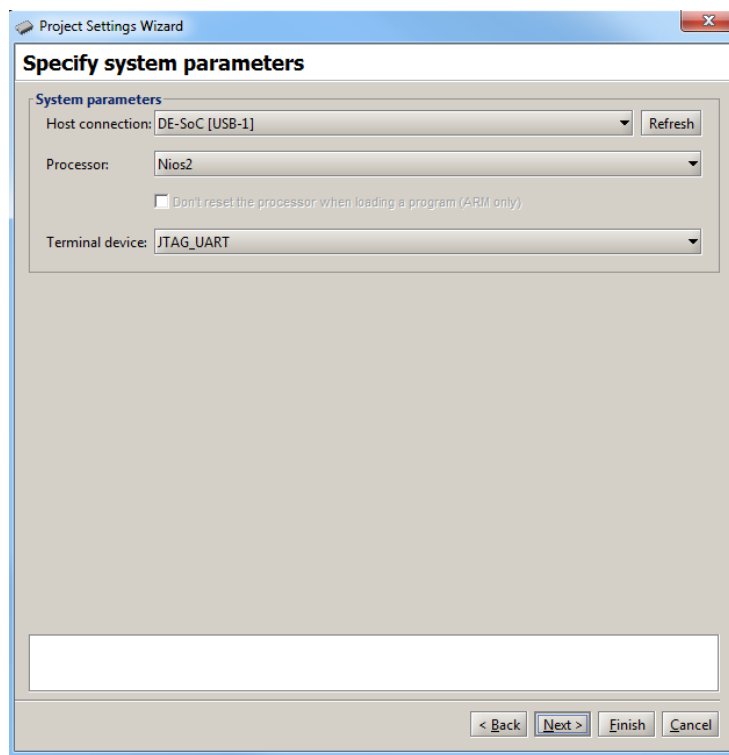 Project Settings Wizard
x
Specify system parameters
System parameters
Host connection: DE-SoC [USB-1] Refresh
Processor: Nios2
Don't reset the processor when loading a program (ARM only)
Terminal device: JTAG_UART
< Back Next > Finish Cancel